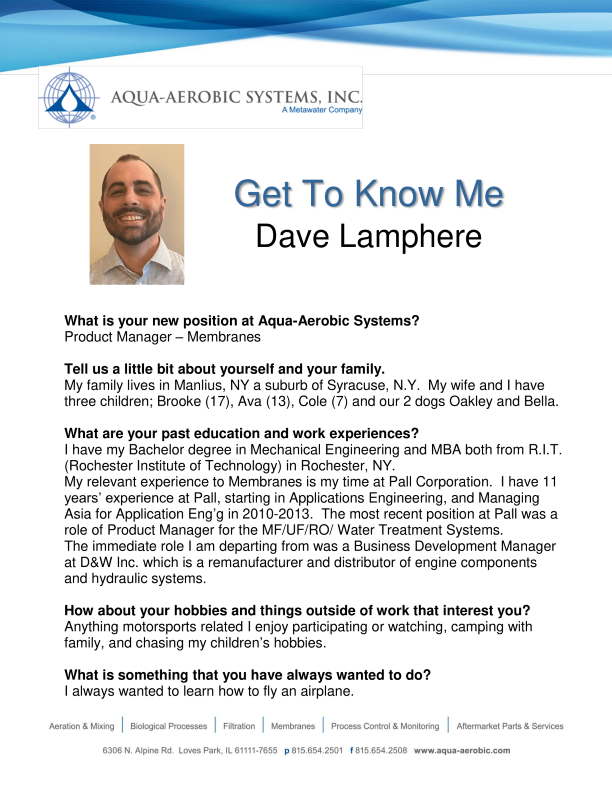 AQUA-AEROBIC SYSTEMS, INC.
A Metawater Company
®
Get To Know Me
Dave Lamphere
What is your new position at Aqua-Aerobic Systems?
Product Manager – Membranes
Tell us a little bit about yourself and your family.
My family lives in Manlius, NY a suburb of Syracuse, N.Y.  My wife and I have
three children; Brooke (17), Ava (13), Cole (7) and our 2 dogs Oakley and Bella.
What are your past education and work experiences?
I have my Bachelor degree in Mechanical Engineering and MBA both from R.I.T.
(Rochester Institute of Technology) in Rochester, NY.
My relevant experience to Membranes is my time at Pall Corporation.  I have 11
years’ experience at Pall, starting in Applications Engineering, and Managing
Asia for Application Eng’g in 2010-2013.  The most recent position at Pall was a
role of Product Manager for the MF/UF/RO/ Water Treatment Systems.
The immediate role I am departing from was a Business Development Manager
at D&W Inc. which is a remanufacturer and distributor of engine components
and hydraulic systems.
How about your hobbies and things outside of work that interest you?
Anything motorsports related I enjoy participating or watching, camping with
family, and chasing my children’s hobbies.
What is something that you have always wanted to do?
I always wanted to learn how to fly an airplane.
Aeration & Mixing | Biological Processes | Filtration | Membranes | Process Control & Monitoring | Aftermarket Parts & Services
6306 N. Alpine Rd.  Loves Park, IL 61111-7655  p 815.654.2501  f 815.654.2508  www.aqua-aerobic.com